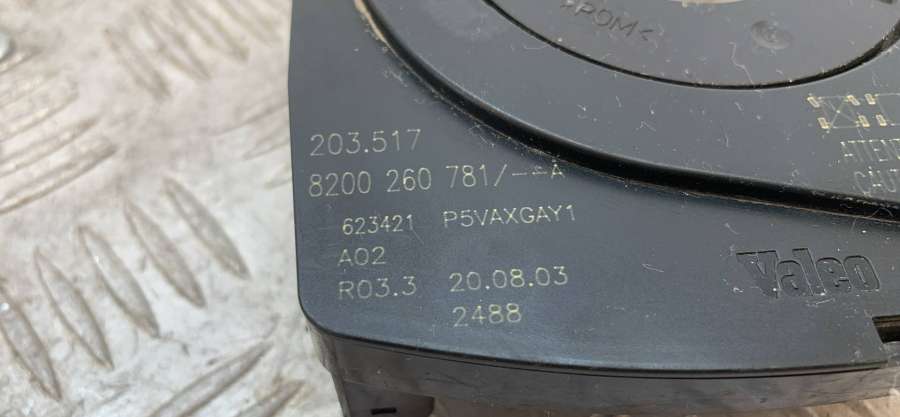 >POM<
203.517
8200 260 781/---A
623421 P5VAXGAY1
A02
R03.3 20.08.03
2488
Valeo